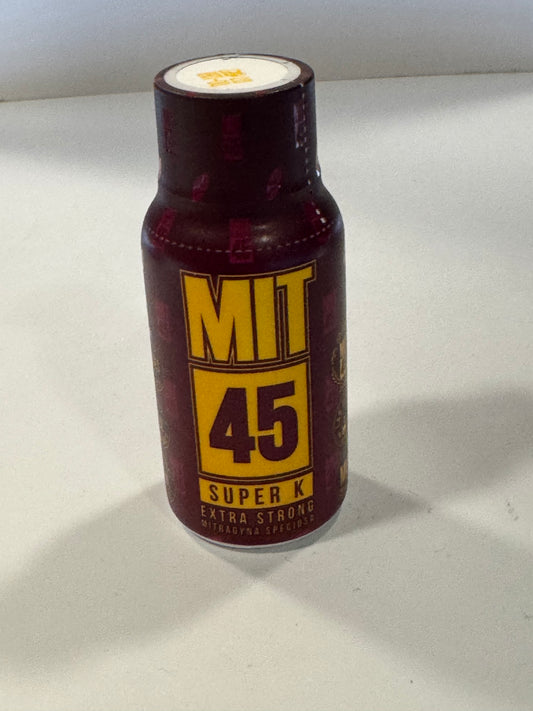 MIT
45
SUPER K
EXTRA STRONG
MITRAGYNA SPECIOSA